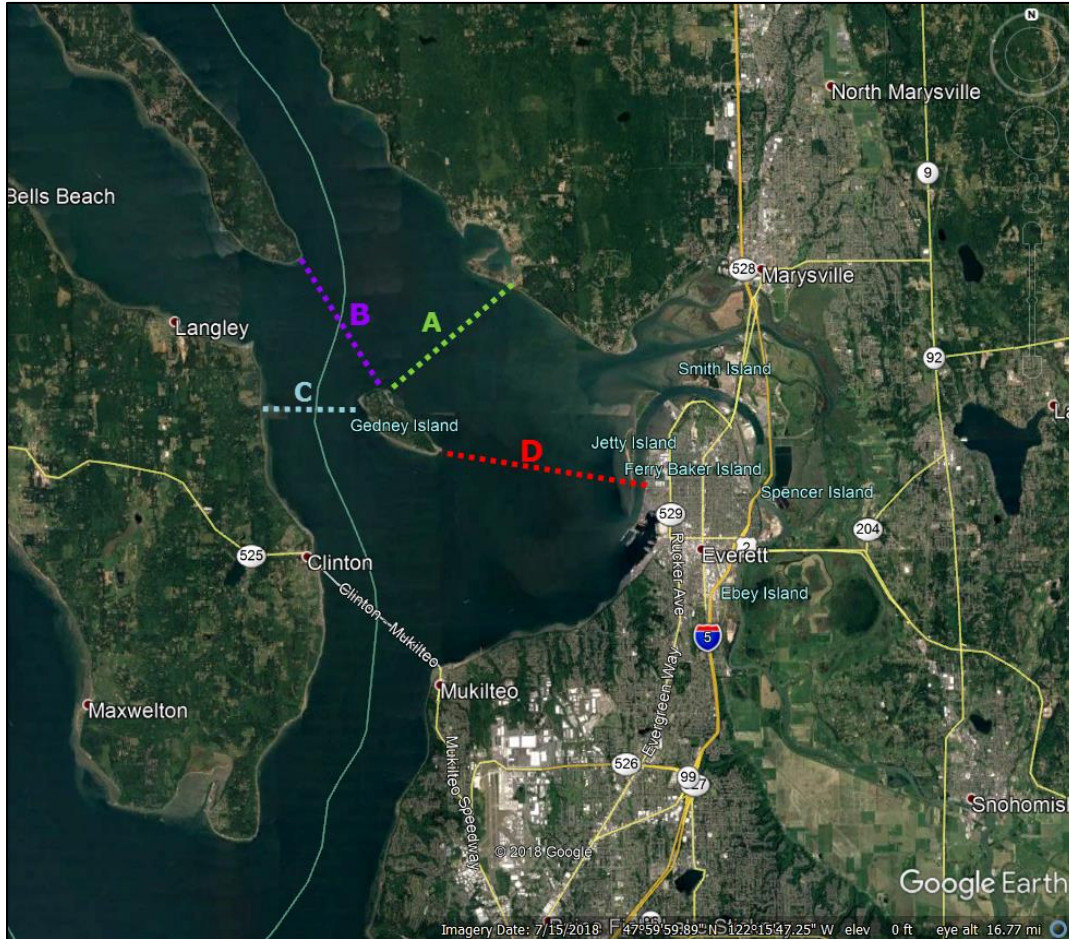 N
North Marysville
9
Bells Beach
528
Marysville
Langley
B
A
92
Smith Island
C
Gedney Island
Jetty Island
D
Ferry Baker Island
Spencer Island
529
204
2
525
Clinton
Everett
Rucker Ave
Ebey Island
Clinton - Mukilteo
5
Mukilteo
Maxwelton
Evergreen Way
526
99
Mukilteo Speedway
Snohomish
© 2018 Google
Google Earth
Imagery Date: 7/15/2018 47°59'59.89" N 122°15'47.25" W elev 0 ft eye alt 16.77 mi